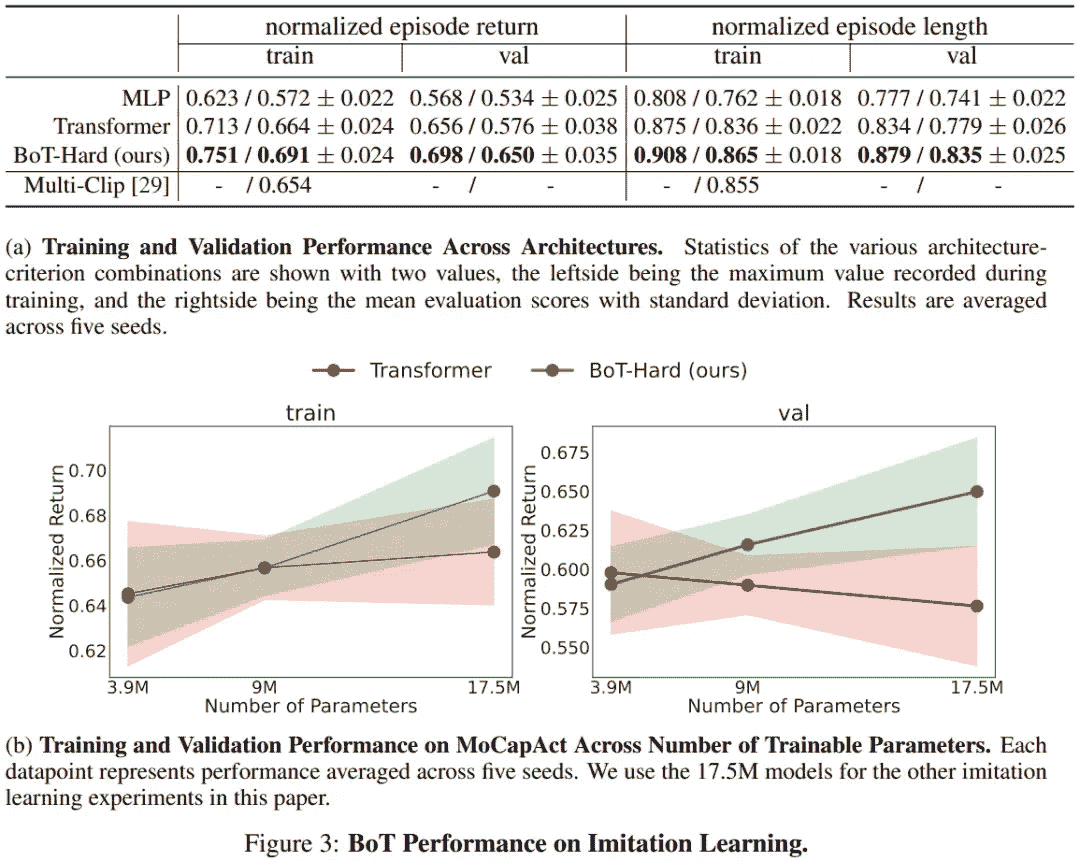 normalized episode return normalized episode length
train val train val
MLP 0.623 / 0.572 ± 0.022 0.568 / 0.534 ± 0.025 0.808 / 0.762 ± 0.018 0.777 / 0.741 ± 0.022
Transformer 0.713 / 0.664 ± 0.024 0.656 / 0.576 ± 0.038 0.875 / 0.836 ± 0.022 0.834 / 0.779 ± 0.026
BoT-Hard (ours) 0.751 / 0.691 ± 0.024 0.698 / 0.650 ± 0.035 0.908 / 0.865 ± 0.018 0.879 / 0.835 ± 0.025
Multi-Clip [29] - / 0.654 - / - - / 0.855 - / -
(a) Training and Validation Performance Across Architectures. Statistics of the various architecture-
criterion combinations are shown with two values, the leftside being the maximum value recorded during
training, and the rightside being the mean evaluation scores with standard deviation. Results are averaged
across five seeds.
Transformer BoT-Hard (ours)
train
Normalized Return
0.70
0.68
0.66
0.64
0.62
3.9M 9M 17.5M
Number of Parameters
val
Normalized Return
0.675
0.650
0.625
0.600
0.575
0.550
3.9M 9M 17.5M
Number of Parameters
(b) Training and Validation Performance on MoCapAct Across Number of Trainable Parameters. Each
datapoint represents performance averaged across five seeds. We use the 17.5M models for the other imitation
learning experiments in this paper.
Figure 3: BoT Performance on Imitation Learning.